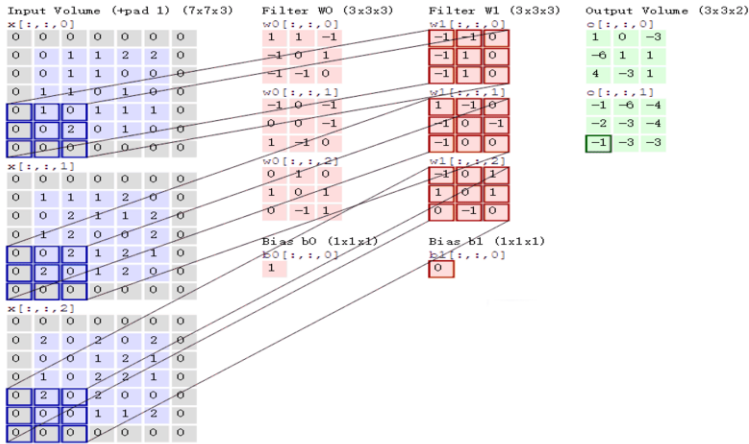 Input Volume (+pad 1) (7x7x3)
x[:,:,0]
0 0 0 0 0 0 0
0 0 1 1 2 2 0
0 0 1 1 0 0 0
0 1 1 0 1 0 0
0 1 0 1 1 1 0
0 0 2 0 1 0 0
0 0 0 0 0 0 0
x[:,:,1]
0 0 0 0 0 0 0
0 1 1 1 2 0 0
0 0 2 1 1 2 0
0 1 2 0 0 2 0
0 0 2 1 2 1 0
0 2 0 1 2 0 0
0 0 0 0 0 0 0
x[:,:,2]
0 0 0 0 0 0 0
0 2 0 2 0 2 0
0 0 0 1 2 1 0
0 1 0 2 2 1 0
0 2 0 2 0 0 0
0 0 0 1 1 2 0
0 0 0 0 0 0 0
Filter W0 (3x3x3)
w0[:,:,0]
1 1 -1
-1 0 1
-1 -1 0
w0[:,:,1]
-1 0 -1
0 0 -1
1 -1 0
w0[:,:,2]
0 1 0
1 0 1
0 -1 1
Bias b0 (1x1x1)
b0[:,:,0]
1
Filter W1 (3x3x3)
w1[:,:,0]
-1 -1 0
-1 1 0
-1 1 0
w1[:,:,1]
1 -1 0
-1 0 -1
-1 0 0
w1[:,:,2]
-1 0 1
1 0 1
0 -1 0
Bias b1 (1x1x1)
b1[:,:,0]
0
Output Volume (3x3x2)
o[:,:,0]
1 0 -3
-6 1 1
4 -3 1
o[:,:,1]
-1 -6 -4
-2 -3 -4
-1 -3 -3